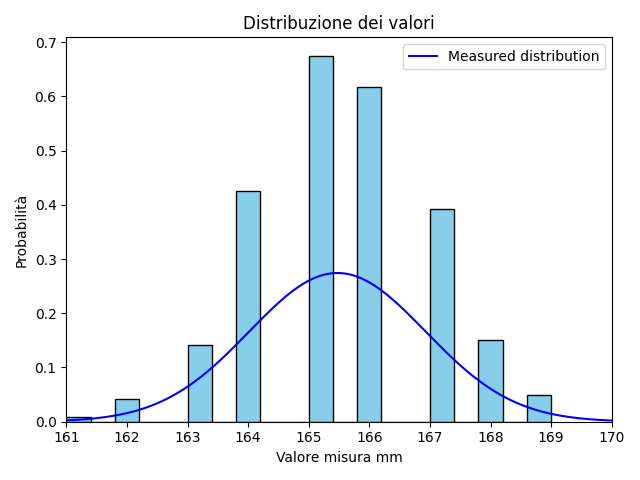 Distribuzione dei valori
Measured distribution
Probabilità
0.7
0.6
0.5
0.4
0.3
0.2
0.1
0.0
161 162 163 164 165 166 167 168 169 170
Valore misura mm